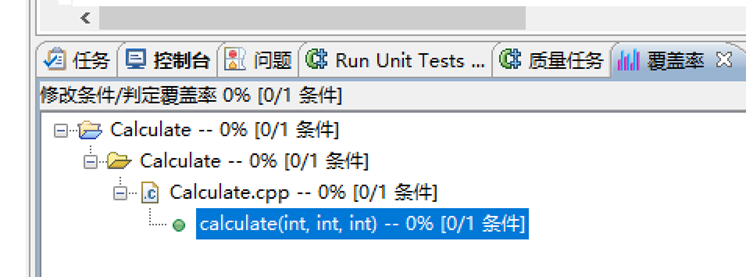 任务 控制台 问题 Run Unit Tests ... 质量任务 覆盖率
修改条件/判定覆盖率 0% [0/1 条件]
Calculate -- 0% [0/1 条件]
Calculate -- 0% [0/1 条件]
.c Calculate.cpp -- 0% [0/1 条件]
calculate(int, int, int) -- 0% [0/1 条件]